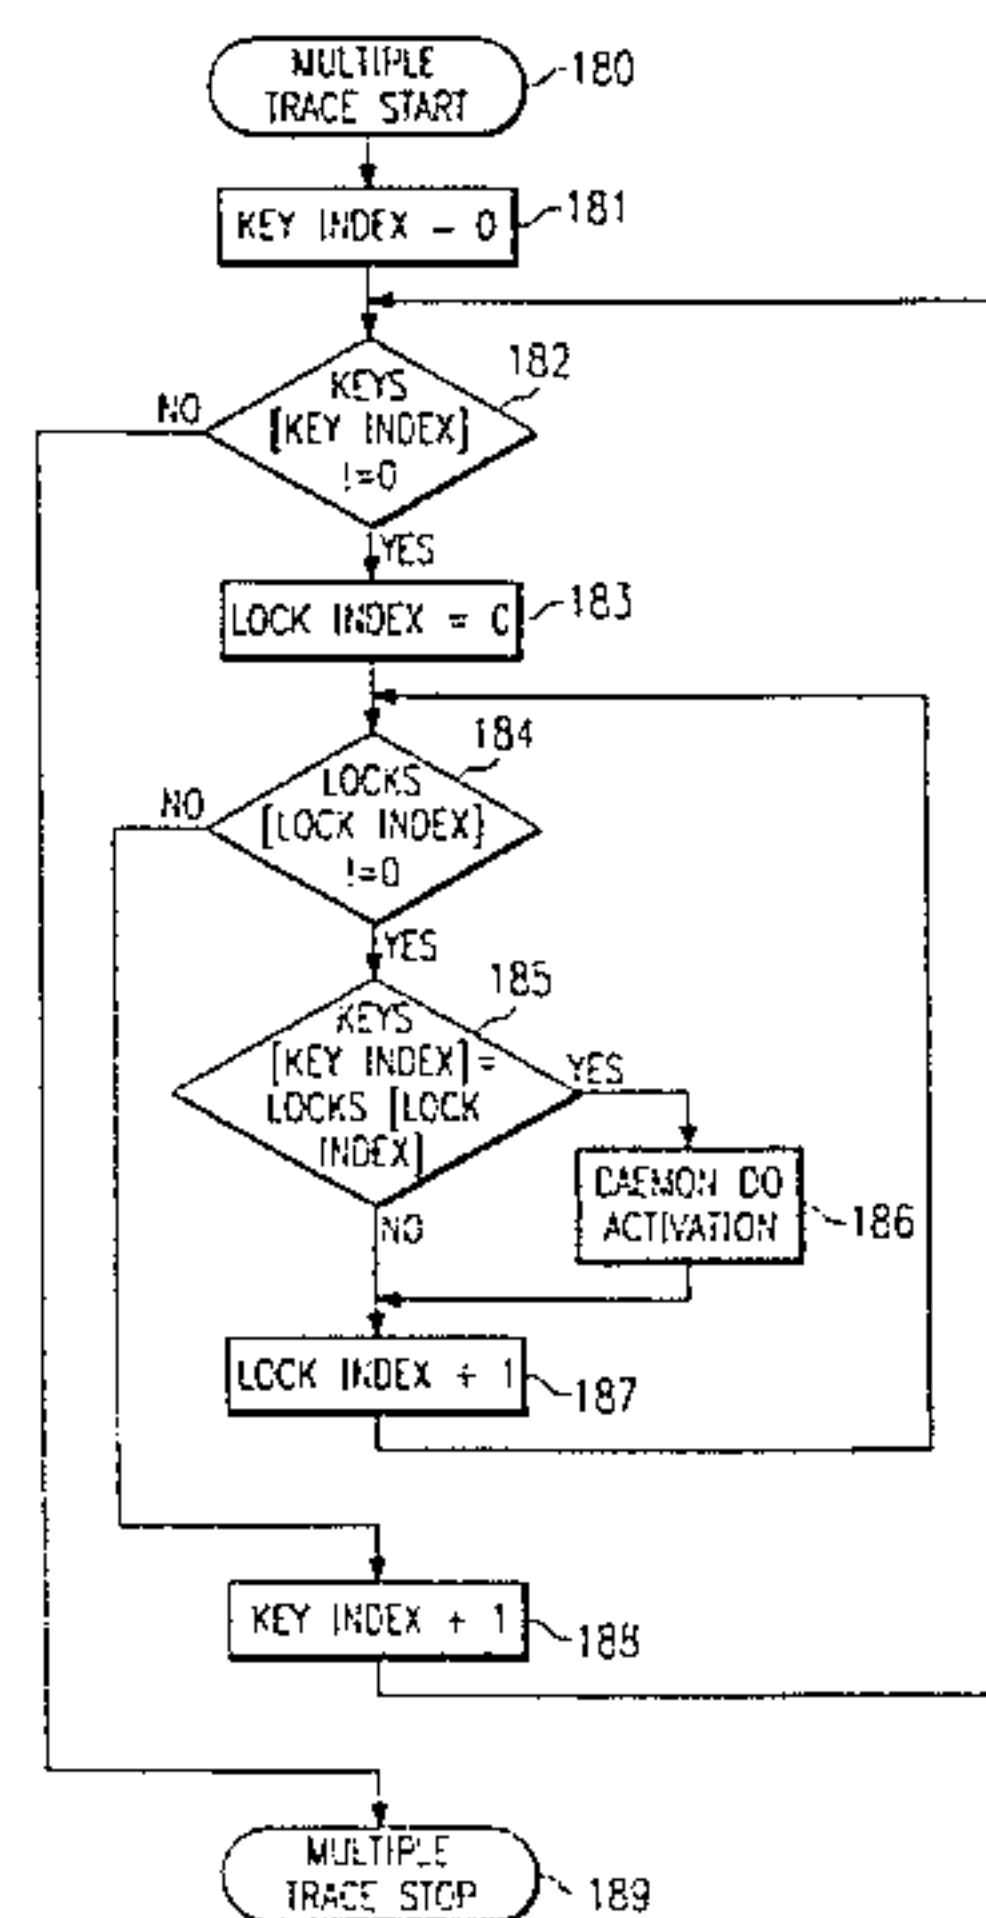 MULTIPLE
TRACE START
180
KEY INDEX - 0
181
182
KEYS
[KEY INDEX]
!=0
NO
YES
LOCK INDEX = 0
183
184
LOCKS
[LOCK INDEX]
!=0
NO
YES
185
KEYS
[KEY INDEX]=
LOCKS [LOCK
INDEX]
YES
NO
DAEMON DO
ACTIVATION
186
LOCK INDEX + 1
187
KEY INDEX + 1
188
MULTIPLE
TRACE STOP
189